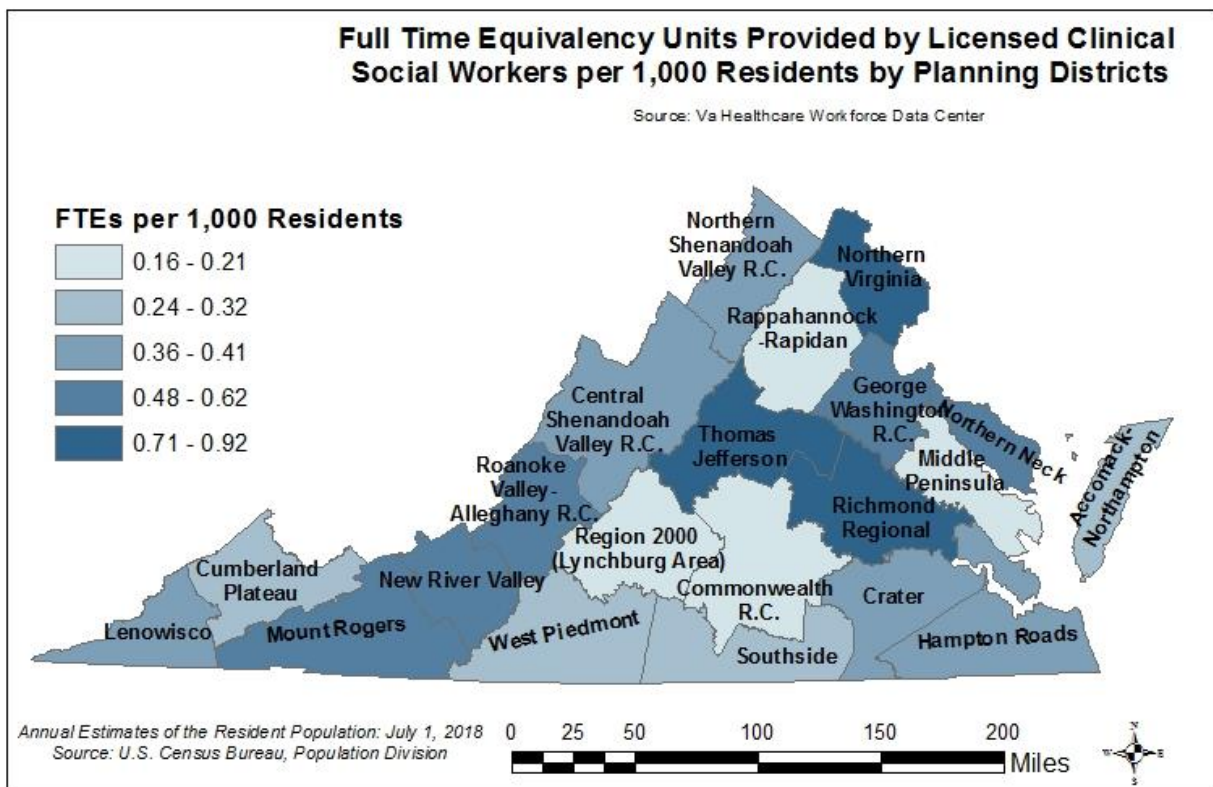 Full Time Equivalency Units Provided by Licensed Clinical
Social Workers per 1,000 Residents by Planning Districts
Source: Va Healthcare Workforce Data Center
FTEs per 1,000 Residents
0.16 - 0.21
0.24 - 0.32
0.36 - 0.41
0.48 - 0.62
0.71 - 0.92
Northern
Shenandoah
Valley R.C.
Northern
Virginia
Rappahannock
-Rapidan
Central
Shenandoah
Valley R.C.
George
Washington
R.C.
Northern Neck
Accomack-
Northampton
Thomas
Jefferson
Middle
Peninsula
Roanoke
Valley-
Alleghany R.C.
Richmond
Regional
Region 2000
(Lynchburg Area)
Cumberland
Plateau
New River Valley
Commonwealth
R.C.
Crater
Lenowisco
Mount Rogers
West Piedmont
Southside
Hampton Roads
Annual Estimates of the Resident Population: July 1, 2018
Source: U.S. Census Bureau, Population Division
0 25 50 100 150 200
Miles
N
W E
S